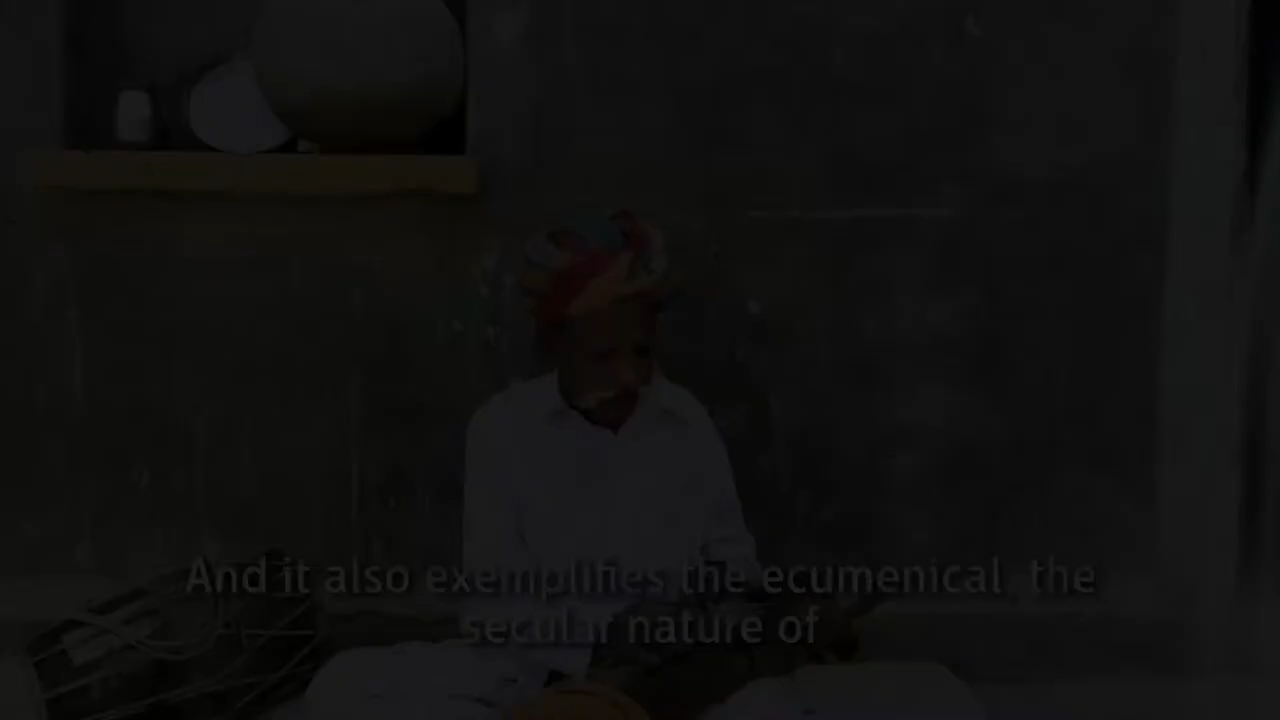 And it also exemplifies the ecumenical, the
secular nature of